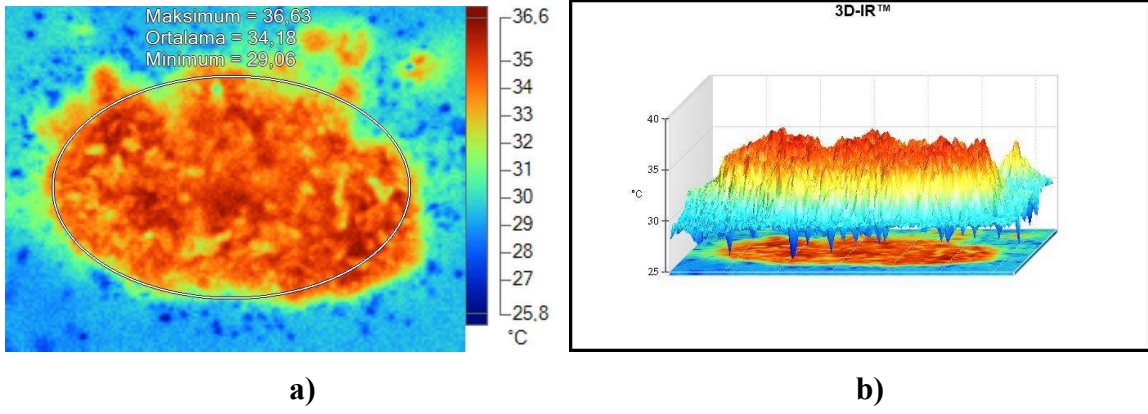 Maksimum = 36,63
Ortalama = 34,18
Minimum = 29,06
36,6
35
34
33
32
31
30
29
28
27
25,8
°C
a)
3D-IR™
40
35
°C
30
25
b)